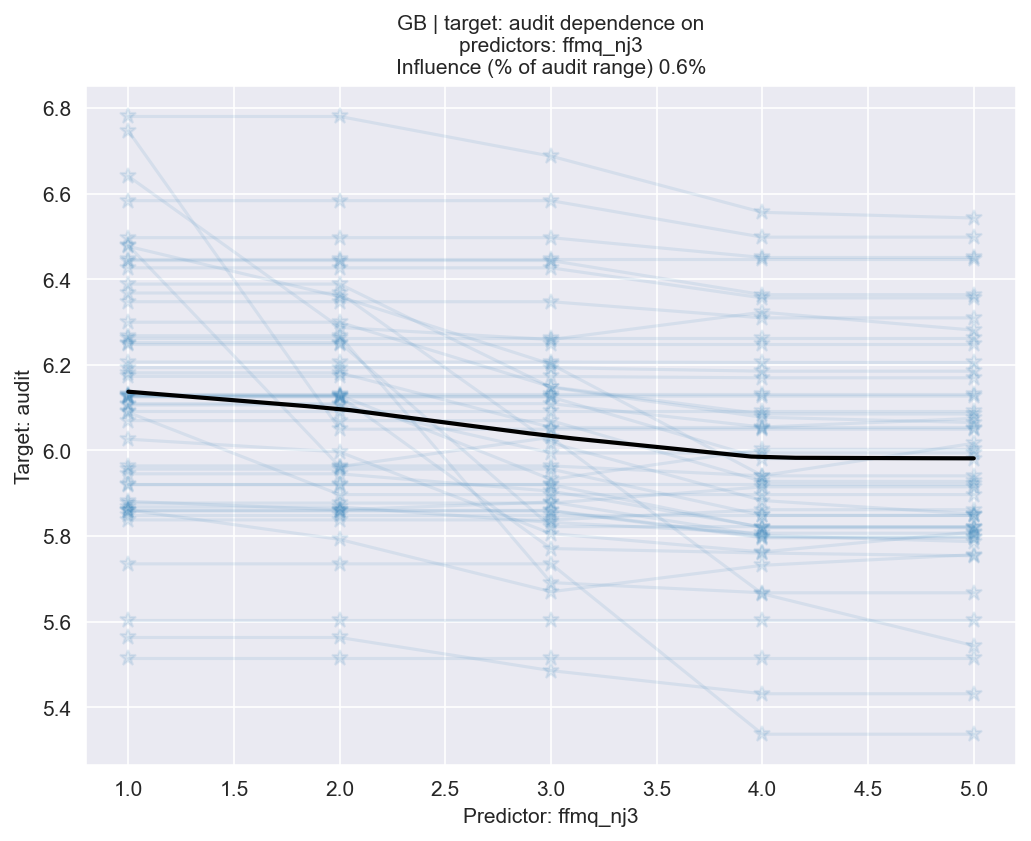 GB | target: audit dependence on
predictors: ffmq_nj3
Influence (% of audit range) 0.6%
6.8
6.6
6.4
6.2
6.0
5.8
5.6
5.4
Target: audit
1.0 1.5 2.0 2.5 3.0 3.5 4.0 4.5 5.0
Predictor: ffmq_nj3